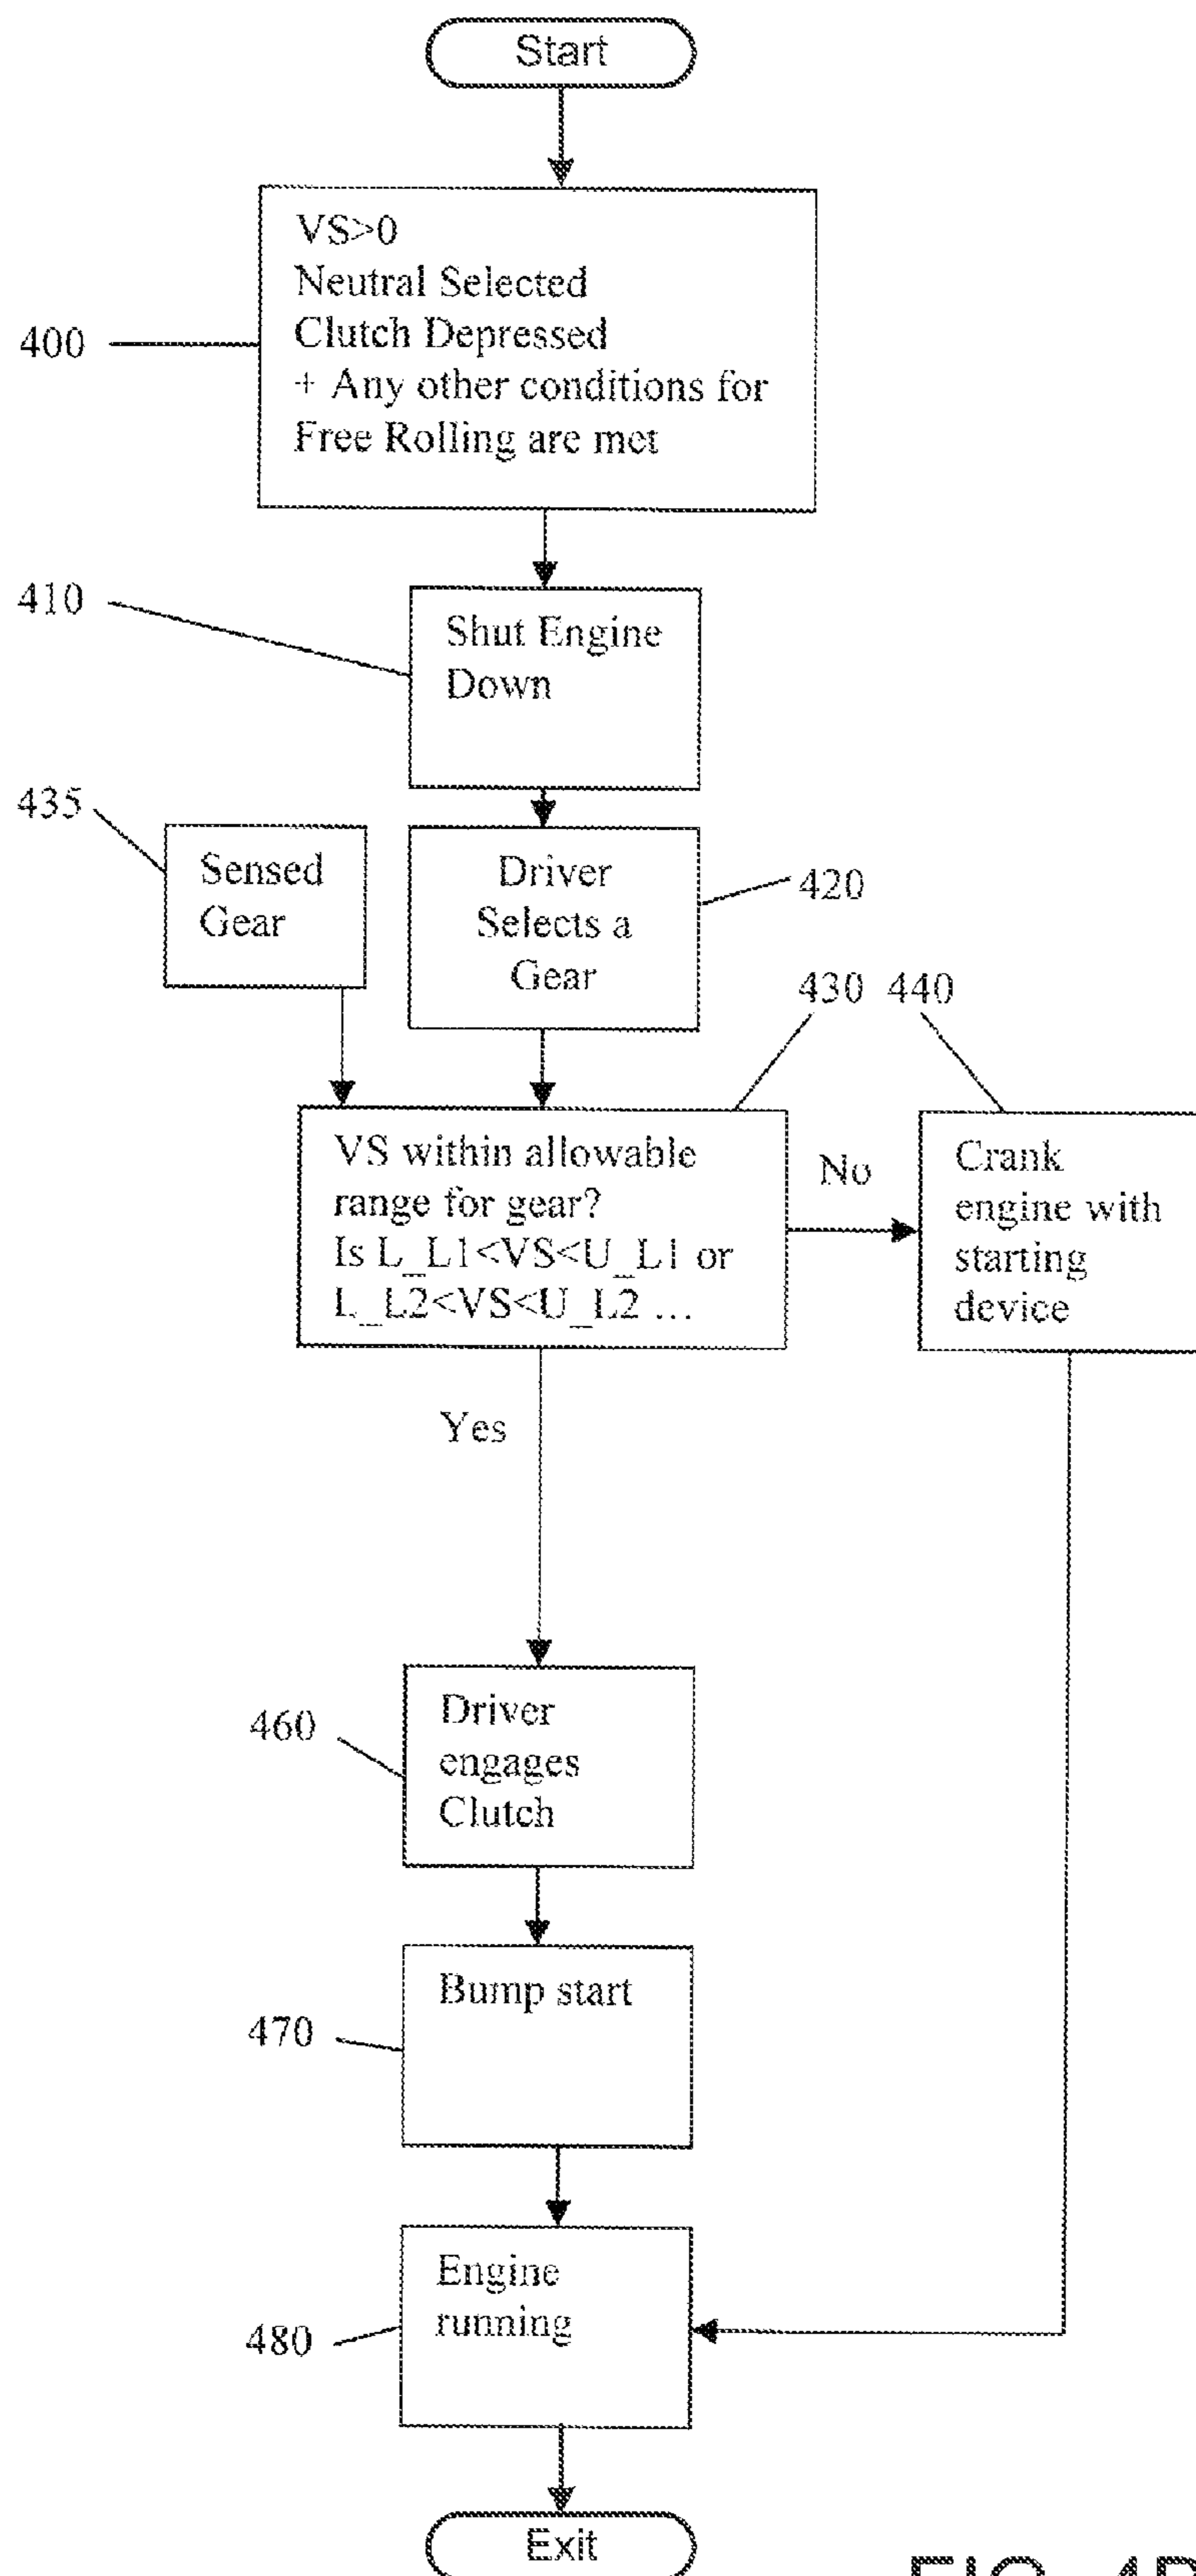 Start
VS>0
Neutral Selected
Clutch Depressed
+ Any other conditions for
Free Rolling are met
400
410
Shut Engine
Down
435
Sensed
Gear
Driver
Selects a
Gear
420
430 440
VS within allowable
range for gear?
Is L_L1<VS<U_L1 or
L_L2<VS<U_L2 ...
No
Crank
engine with
starting
device
Yes
460
Driver
engages
Clutch
470
Bump start
480
Engine
running
Exit
FIG. 4B